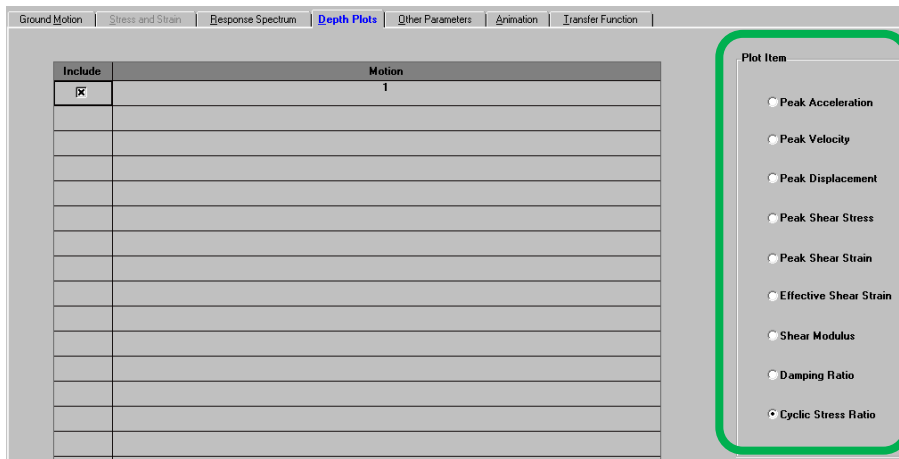 Ground Motion Stress and Strain Response Spectrum Depth Plots Other Parameters Animation Transfer Function
Plot Item
Include Motion
1
Peak Acceleration
Peak Velocity
Peak Displacement
Peak Shear Stress
Peak Shear Strain
Effective Shear Strain
Shear Modulus
Damping Ratio
Cyclic Stress Ratio